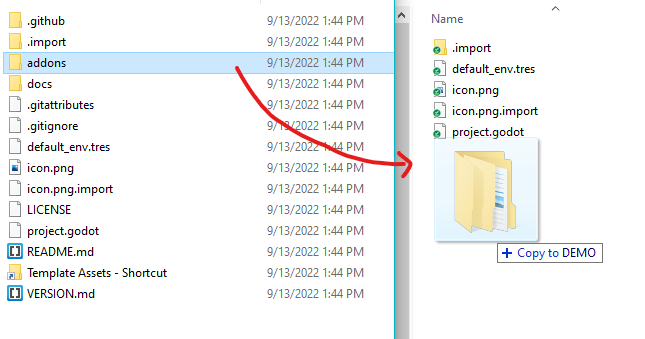 .github 9/13/2022 1:44 PM
.import 9/13/2022 1:44 PM
addons 9/13/2022 1:44 PM
docs 9/13/2022 1:44 PM
.gitattributes 9/13/2022 1:44 PM
.gitignore 9/13/2022 1:44 PM
default_env.tres 9/13/2022 1:44 PM
icon.png 9/13/2022 1:44 PM
icon.png.import 9/13/2022 1:44 PM
LICENSE 9/13/2022 1:44 PM
project.godot 9/13/2022 1:44 PM
README.md 9/13/2022 1:44 PM
Template Assets - Shortcut 9/13/2022 1:44 PM
VERSION.md 9/13/2022 1:44 PM
Name
.import
default_env.tres
icon.png
icon.png.import
project.godot
Copy to DEMO